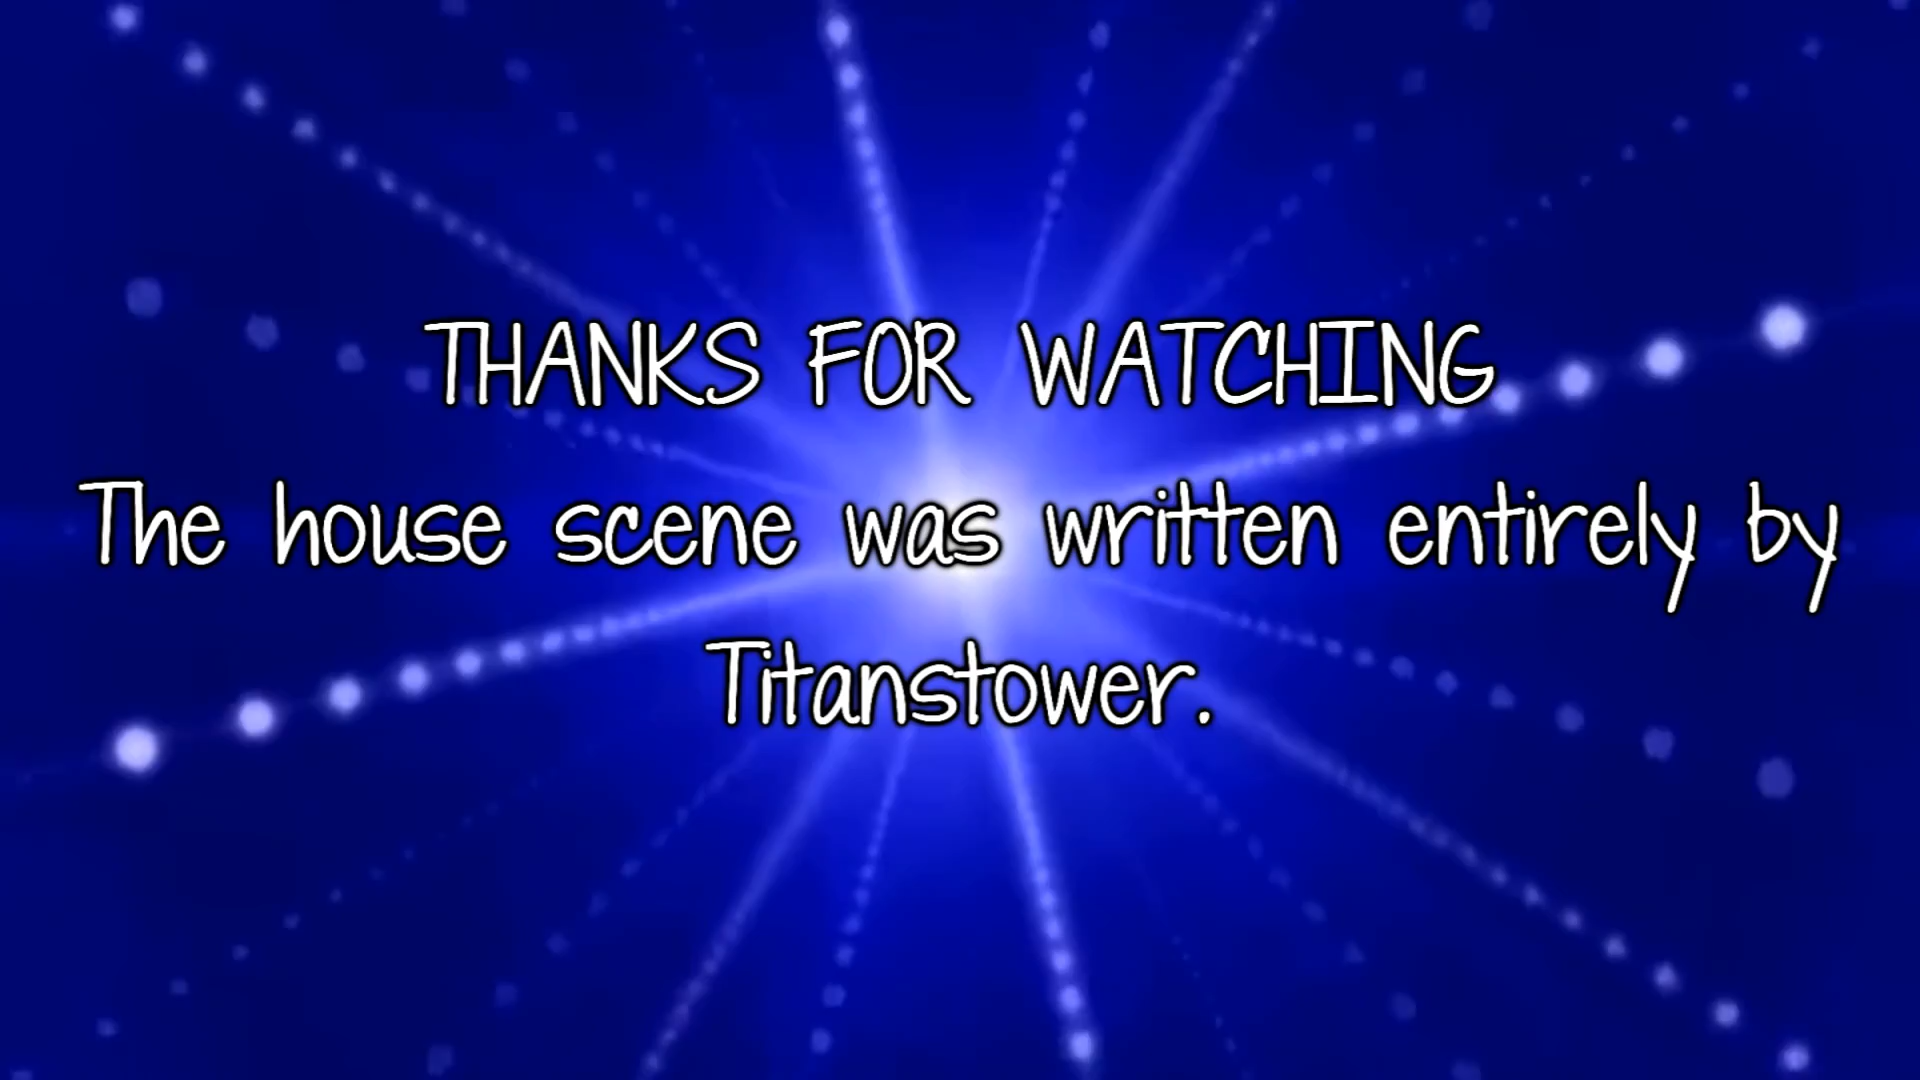 THANKS FOR WATCHING
The house scene was written entirely by
Titanstower.